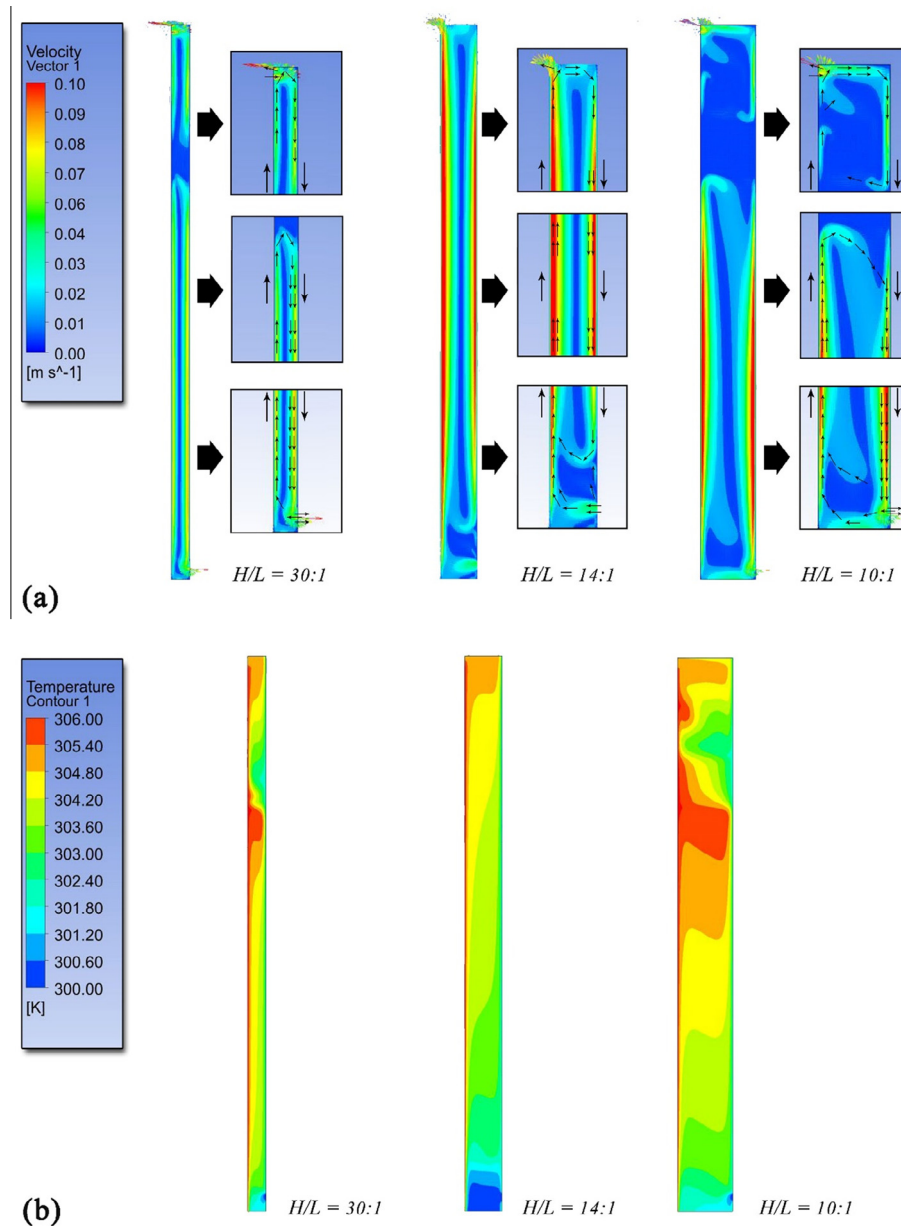 Velocity
Vector 1
0.10
0.09
0.08
0.07
0.06
0.05
0.04
0.03
0.02
0.01
0.00
[m s^-1]
H/L = 30:1
H/L = 14:1
H/L = 10:1
(a)
Temperature
Contour 1
306.00
305.40
304.80
304.20
303.60
303.00
302.40
301.80
301.20
300.60
300.00
[K]
H/L = 30:1
H/L = 14:1
H/L = 10:1
(b)